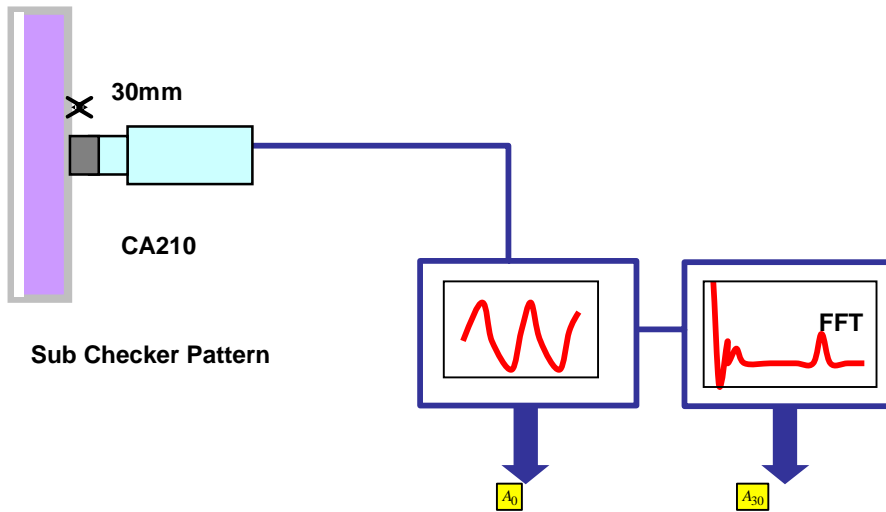 30mm
CA210
FFT
Sub Checker Pattern
A₀
A₃₀